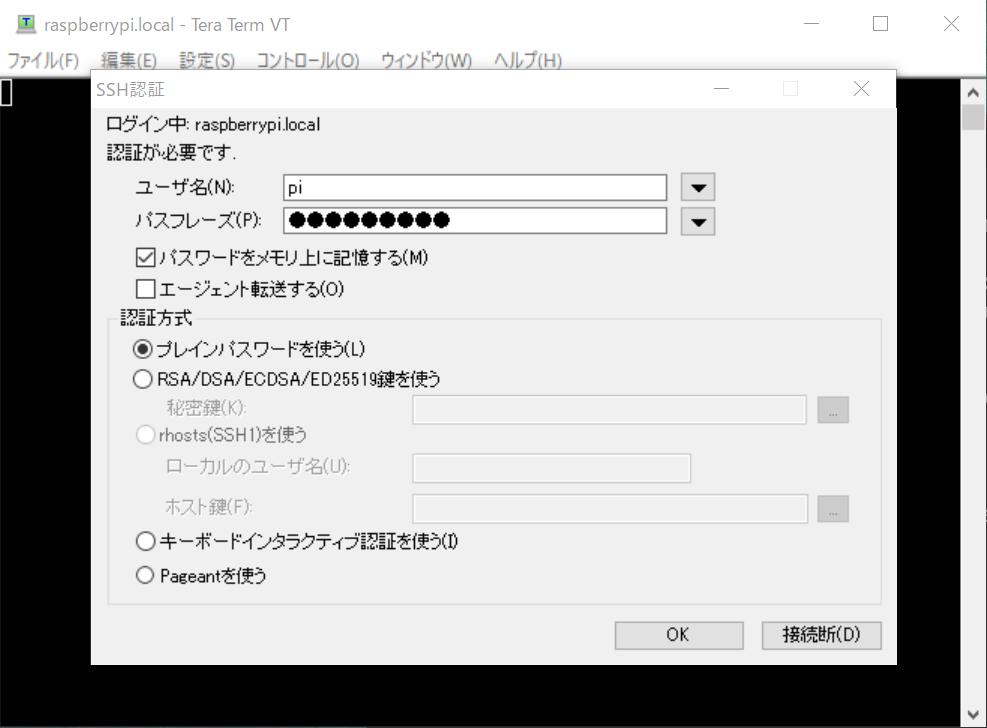 raspberrypi.local - Tera Term VT
ファイル(F) 編集(E) 設定(S) コントロール(O) ウィンドウ(W) ヘルプ(H)
SSH認証
ログイン中: raspberrypi.local
認証が必要です.
ユーザ名(N): pi
パスフレーズ(P): ●●●●●●●●●
パスワードをメモリ上に記憶する(M)
エージェント転送する(O)
認証方式
プレインパスワードを使う(L)
RSA/DSA/ECDSA/ED25519鍵を使う
秘密鍵(K): ...
rhosts(SSH1)を使う
ローカルのユーザ名(U):
ホスト鍵(F): ...
キーボードインタラクティブ認証を使う(I)
Pageantを使う
OK 接続断(D)